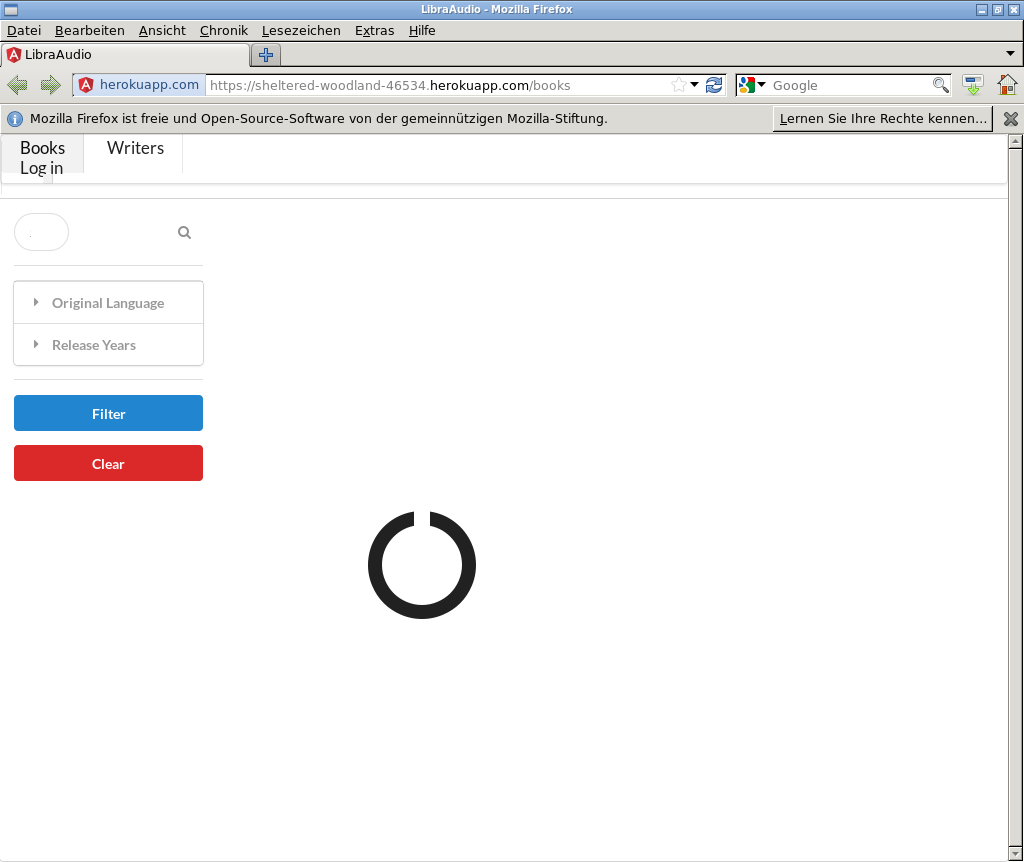 LibraAudio - Mozilla Firefox
Datei Bearbeiten Ansicht Chronik Lesezeichen Extras Hilfe
LibraAudio
herokuapp.com https://sheltered-woodland-46534.herokuapp.com/books Google
Mozilla Firefox ist freie und Open-Source-Software von der gemeinnützigen Mozilla-Stiftung. Lernen Sie Ihre Rechte kennen...
Books Writers
Log in
Original Language
Release Years
Filter
Clear